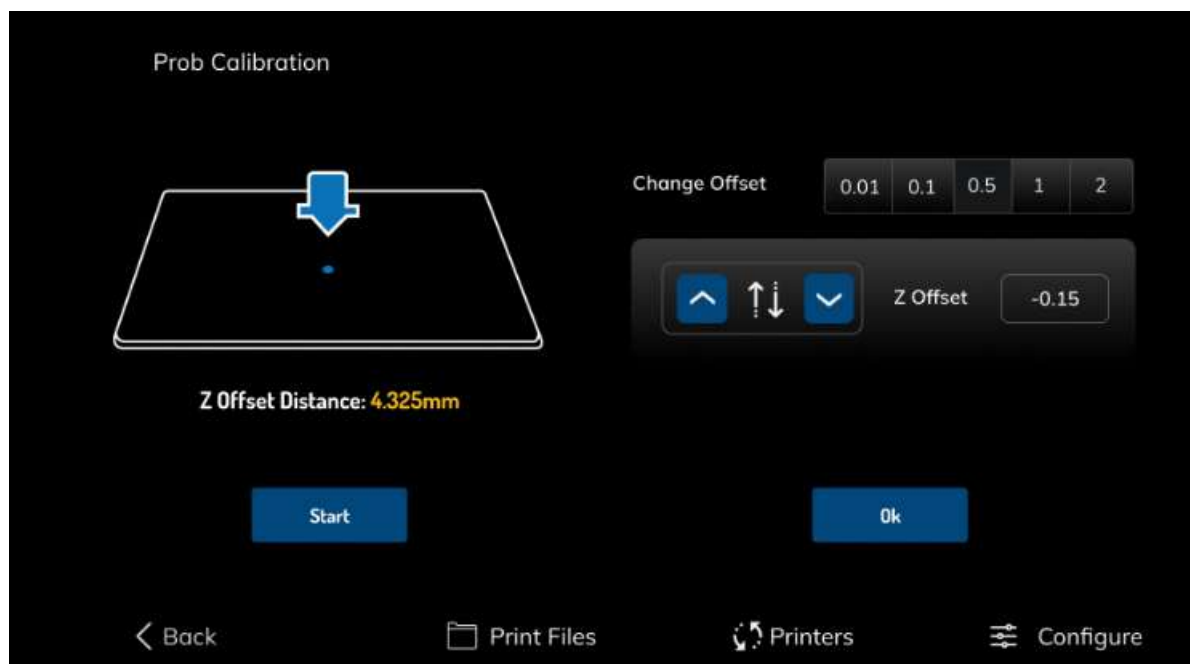 Prob Calibration
Change Offset
0.01 0.1 0.5 1 2
Z Offset -0.15
Z Offset Distance: 4.325mm
Start
Ok
Back
Print Files
Printers
Configure